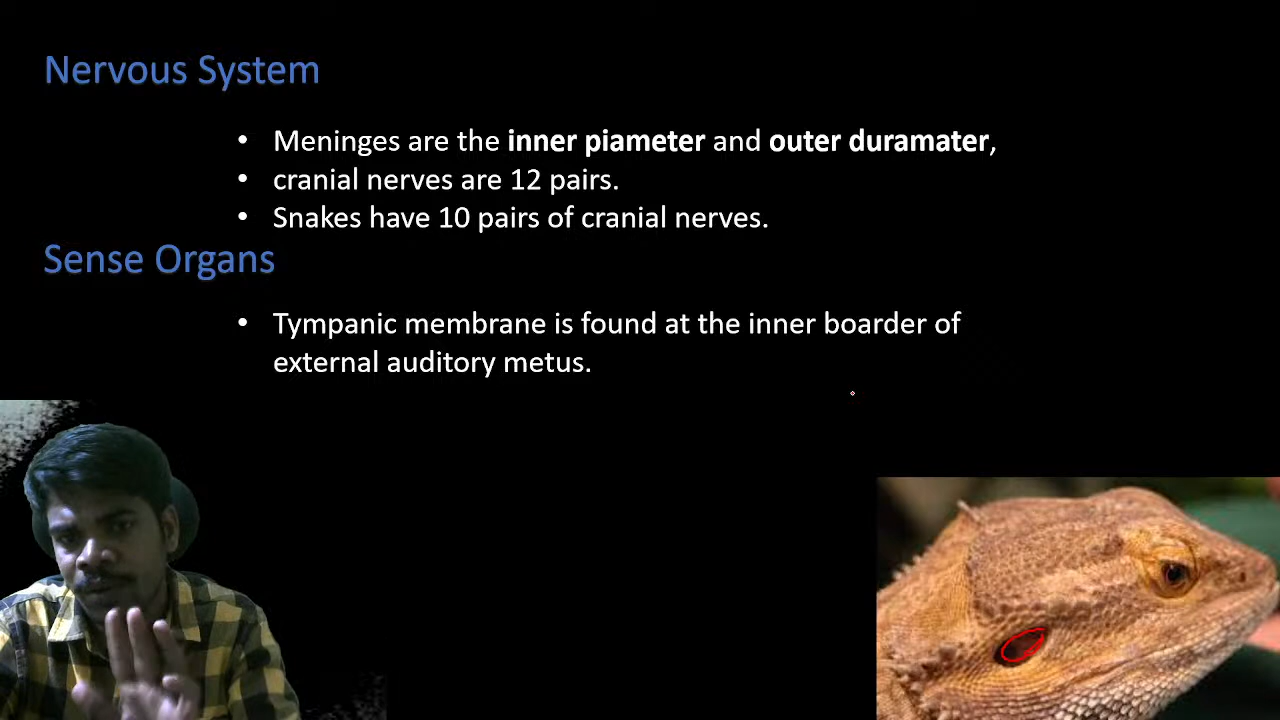 Nervous System
• Meninges are the inner piameter and outer duramater,
• cranial nerves are 12 pairs.
• Snakes have 10 pairs of cranial nerves.
Sense Organs
• Tympanic membrane is found at the inner boarder of
external auditory metus.